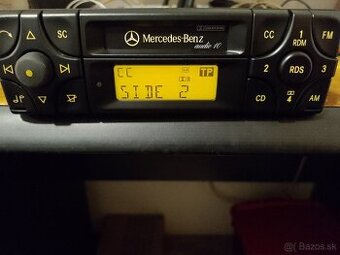 SC
Mercedes-Benz
audio 10
CC
1
RDM
FM
CC
TP
SIDE 2
2
RDS
3
CD
4
AM
© Bazos.sk